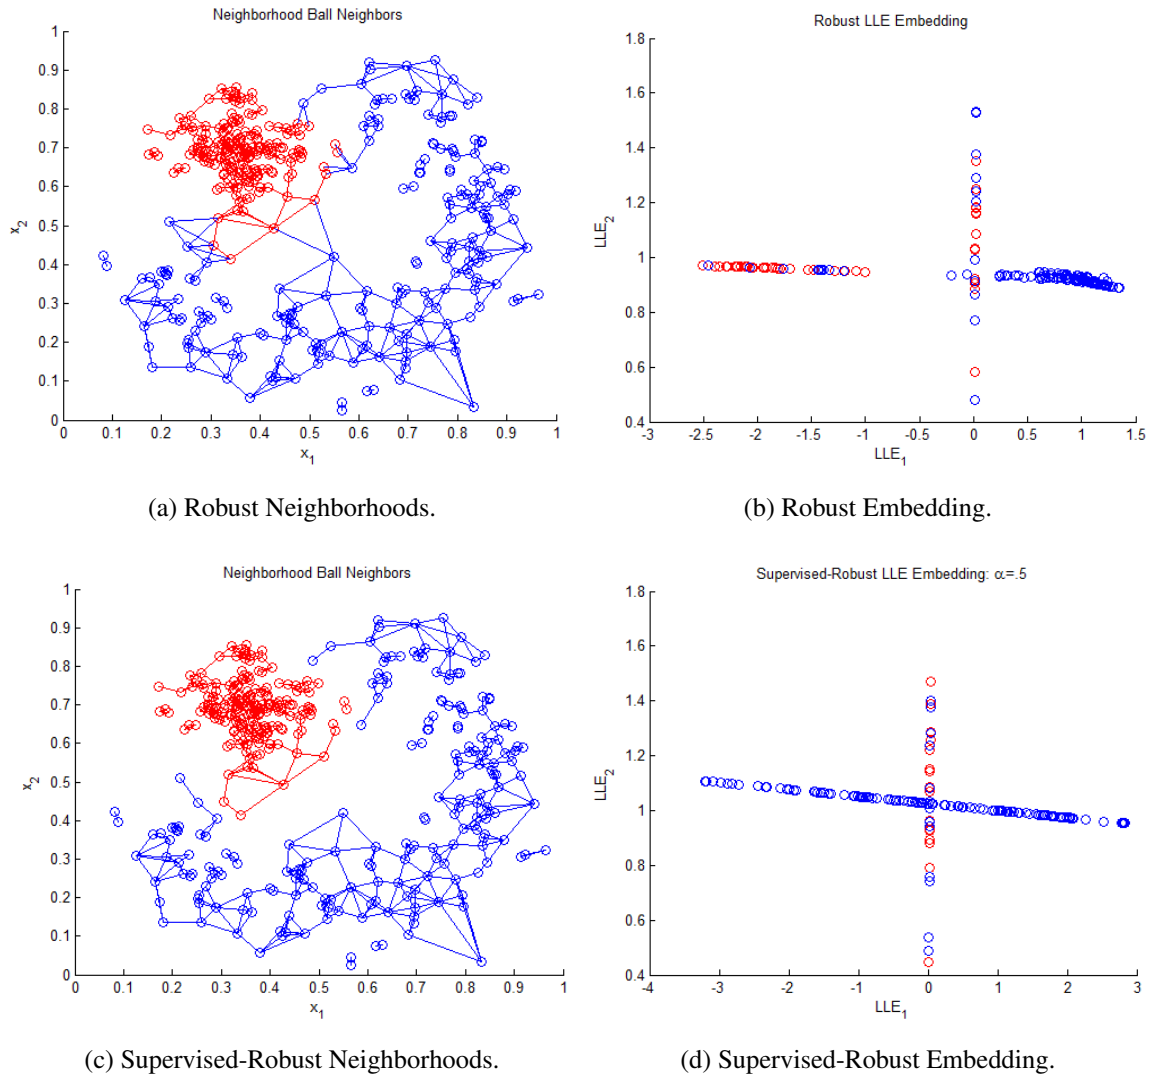 Neighborhood Ball Neighbors
1
0.9
0.8
0.7
0.6
0.5
0.4
0.3
0.2
0.1
0
x_2
0 0.1 0.2 0.3 0.4 0.5 0.6 0.7 0.8 0.9 1
x_1
(a) Robust Neighborhoods.
Robust LLE Embedding
1.8
1.6
1.4
1.2
1
0.8
0.6
0.4
LLE_2
-3 -2.5 -2 -1.5 -1 -0.5 0 0.5 1 1.5
LLE_1
(b) Robust Embedding.
Neighborhood Ball Neighbors
1
0.9
0.8
0.7
0.6
0.5
0.4
0.3
0.2
0.1
0
x_2
0 0.1 0.2 0.3 0.4 0.5 0.6 0.7 0.8 0.9 1
x_1
(c) Supervised-Robust Neighborhoods.
Supervised-Robust LLE Embedding: α=.5
1.8
1.6
1.4
1.2
1
0.8
0.6
0.4
LLE_2
-4 -3 -2 -1 0 1 2 3
LLE_1
(d) Supervised-Robust Embedding.